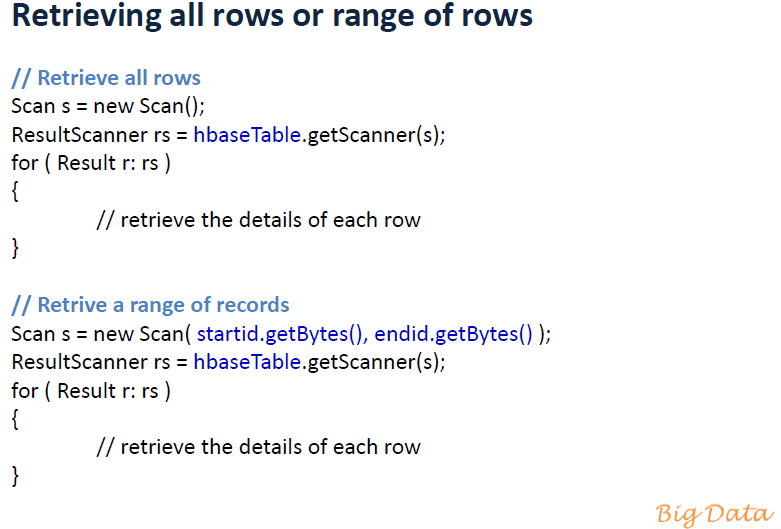 Retrieving all rows or range of rows
// Retrieve all rows
Scan s = new Scan();
ResultScanner rs = hbaseTable.getScanner(s);
for ( Result r: rs )
{
// retrieve the details of each row
}
// Retrive a range of records
Scan s = new Scan( startid.getBytes(), endid.getBytes() );
ResultScanner rs = hbaseTable.getScanner(s);
for ( Result r: rs )
{
// retrieve the details of each row
}
Big Data